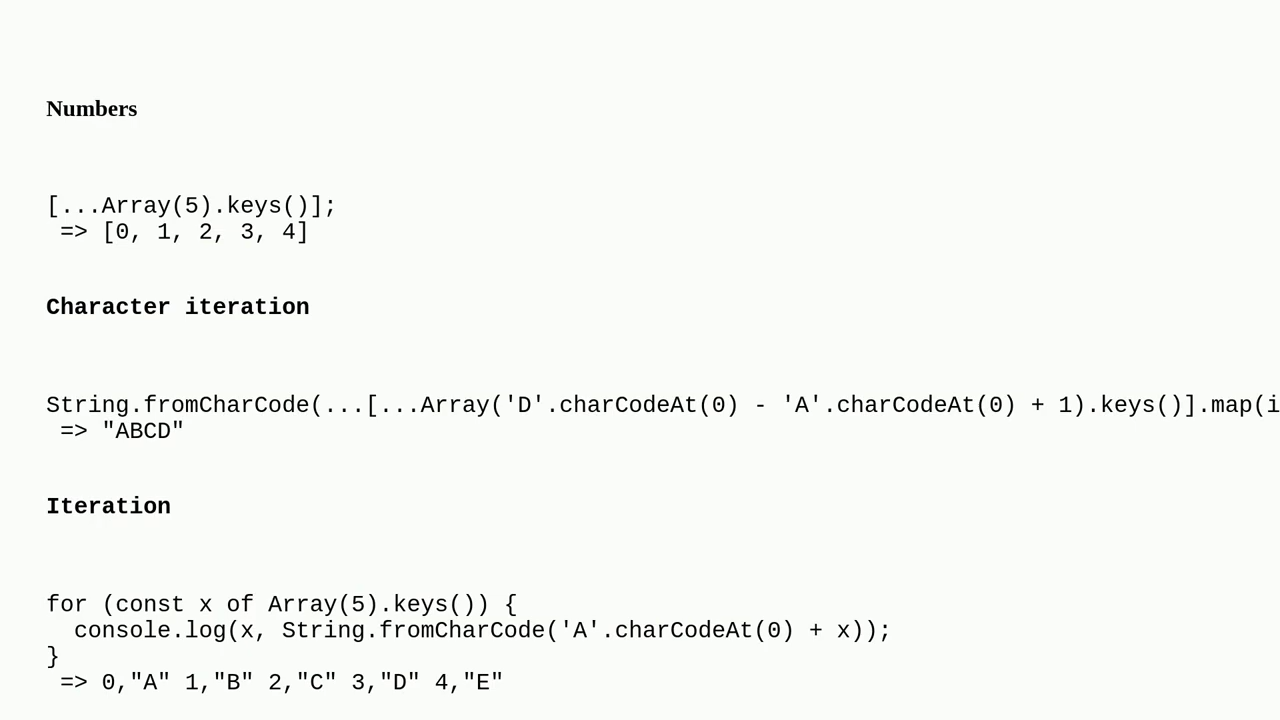 Numbers
[...Array(5).keys()];
 => [0, 1, 2, 3, 4]
Character iteration
String.fromCharCode(...[...Array('D'.charCodeAt(0) - 'A'.charCodeAt(0) + 1).keys()].map(i
 => "ABCD"
Iteration
for (const x of Array(5).keys()) {
  console.log(x, String.fromCharCode('A'.charCodeAt(0) + x));
}
 => 0,"A" 1,"B" 2,"C" 3,"D" 4,"E"